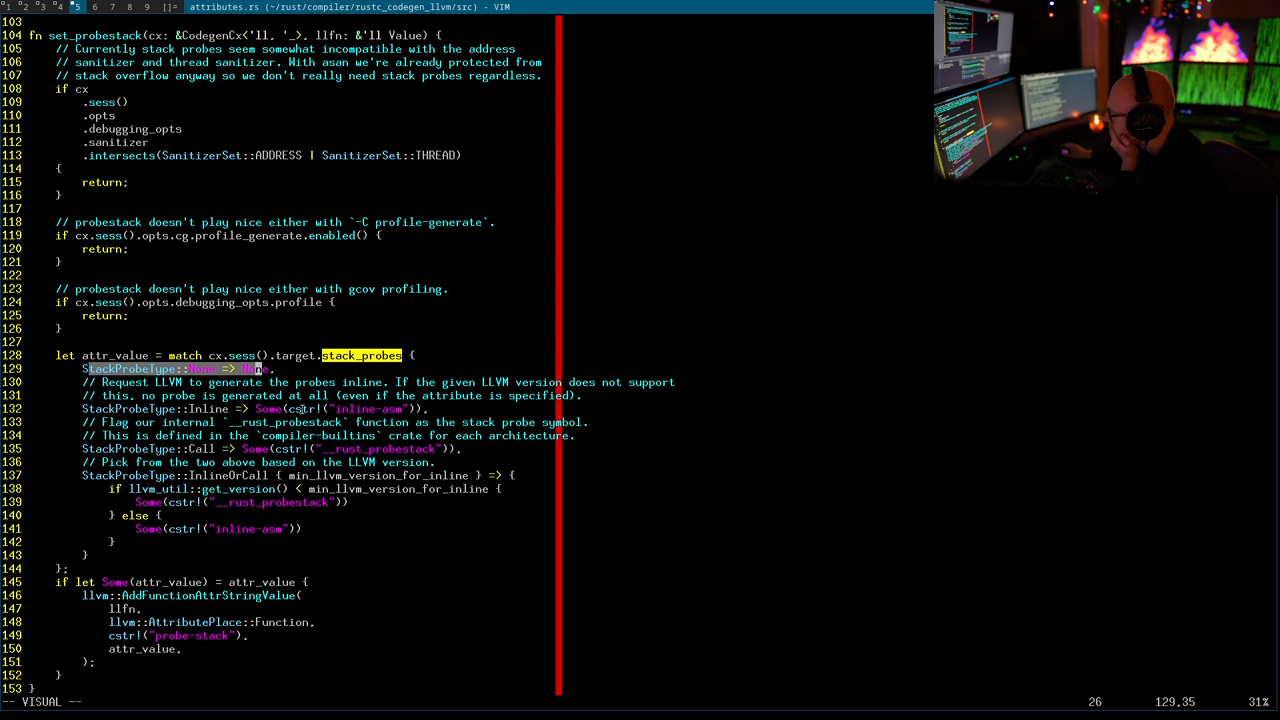 1 2 3 4 5 6 7 8 9 []= attributes.rs (~/rust/compiler/rustc_codegen_llvm/src) - VIM
103
104 fn set_probestack(cx: &CodegenCx<'ll, '_>, llfn: &'ll Value) {
105     // Currently stack probes seem somewhat incompatible with the address
106     // sanitizer and thread sanitizer. With asan we're already protected from
107     // stack overflow anyway so we don't really need stack probes regardless.
108     if cx
109         .sess()
110         .opts
111         .debugging_opts
112         .sanitizer
113         .intersects(SanitizerSet::ADDRESS | SanitizerSet::THREAD)
114     {
115         return;
116     }
117
118     // probestack doesn't play nice either with `-C profile-generate`.
119     if cx.sess().opts.cg.profile_generate.enabled() {
120         return;
121     }
122
123     // probestack doesn't play nice either with gcov profiling.
124     if cx.sess().opts.debugging_opts.profile {
125         return;
126     }
127
128     let attr_value = match cx.sess().target.stack_probes {
129         StackProbeType::None => None,
130         // Request LLVM to generate the probes inline. If the given LLVM version does not support
131         // this, no probe is generated at all (even if the attribute is specified).
132         StackProbeType::Inline => Some(cstr!("inline-asm")),
133         // Flag our internal `__rust_probestack` function as the stack probe symbol.
134         // This is defined in the `compiler-builtins` crate for each architecture.
135         StackProbeType::Call => Some(cstr!("__rust_probestack")),
136         // Pick from the two above based on the LLVM version.
137         StackProbeType::InlineOrCall { min_llvm_version_for_inline } => {
138             if llvm_util::get_version() < min_llvm_version_for_inline {
139                 Some(cstr!("__rust_probestack"))
140             } else {
141                 Some(cstr!("inline-asm"))
142             }
143         }
144     };
145     if let Some(attr_value) = attr_value {
146         llvm::AddFunctionAttrStringValue(
147             llfn,
148             llvm::AttributePlace::Function,
149             cstr!("probe-stack"),
150             attr_value,
151         );
152     }
153 }
-- VISUAL -- 26 129,35 31%